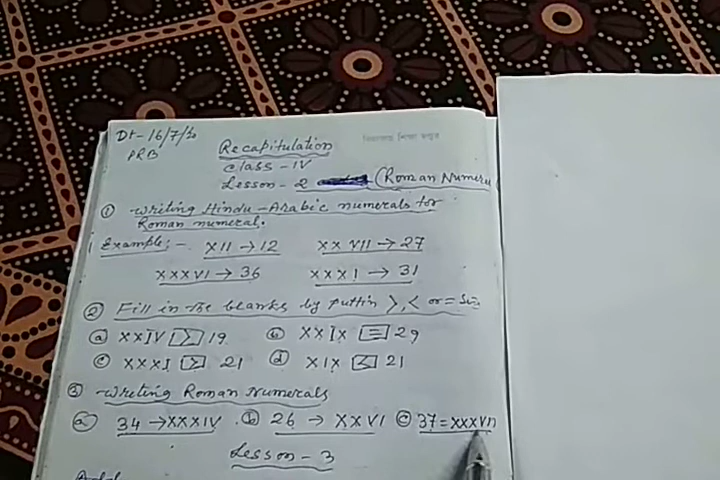 Dt-16/7/20
PRB
Recapitulation
Class-IV
Lesson-2 (Roman Numera
① Writing Hindu-Arabic numerals for
Roman numeral.
Example:- XII → 12 XXVII → 27
XXXVI → 36 XXXI → 31
② Fill in the blanks by puttin >, < or =
ⓐ XXIV > 19 ⓑ XXIX = 29
ⓒ XXXI > 21 ⓓ XIX < 21
③ Writing Roman Numerals
ⓐ 34 → XXXIV ⓑ 26 → XXVI ⓒ 37 = XXXVII
Lesson-3